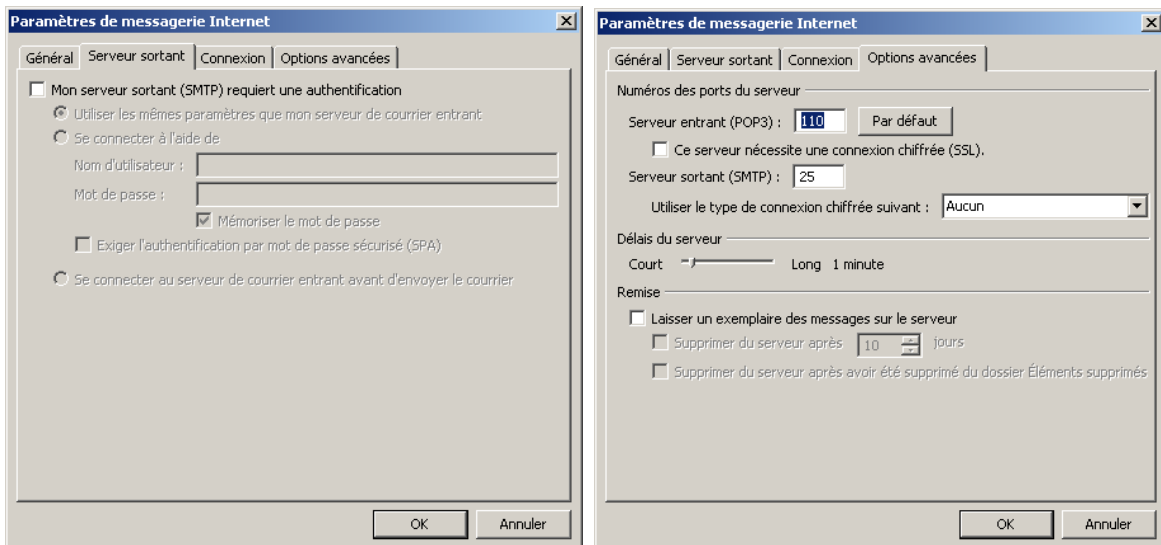 Paramètres de messagerie Internet
Général Serveur sortant Connexion Options avancées
Mon serveur sortant (SMTP) requiert une authentification
Utiliser les mêmes paramètres que mon serveur de courrier entrant
Se connecter à l'aide de
Nom d'utilisateur :
Mot de passe :
Mémoriser le mot de passe
Exiger l'authentification par mot de passe sécurisé (SPA)
Se connecter au serveur de courrier entrant avant d'envoyer le courrier
OK Annuler
Paramètres de messagerie Internet
Général Serveur sortant Connexion Options avancées
Numéros des ports du serveur
Serveur entrant (POP3) : 110 Par défaut
Ce serveur nécessite une connexion chiffrée (SSL).
Serveur sortant (SMTP) : 25
Utiliser le type de connexion chiffrée suivant : Aucun
Délais du serveur
Court Long 1 minute
Remise
Laisser un exemplaire des messages sur le serveur
Supprimer du serveur après 10 jours
Supprimer du serveur après avoir été supprimé du dossier Éléments supprimés
OK Annuler